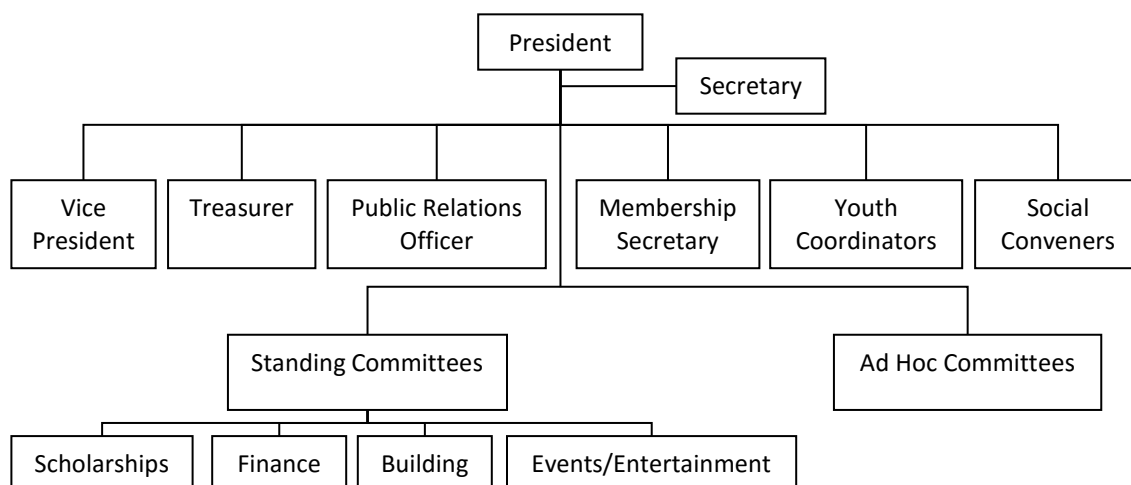 President
Secretary
Vice
President
Treasurer
Public Relations
Officer
Membership
Secretary
Youth
Coordinators
Social
Conveners
Standing Committees
Ad Hoc Committees
Scholarships
Finance
Building
Events/Entertainment